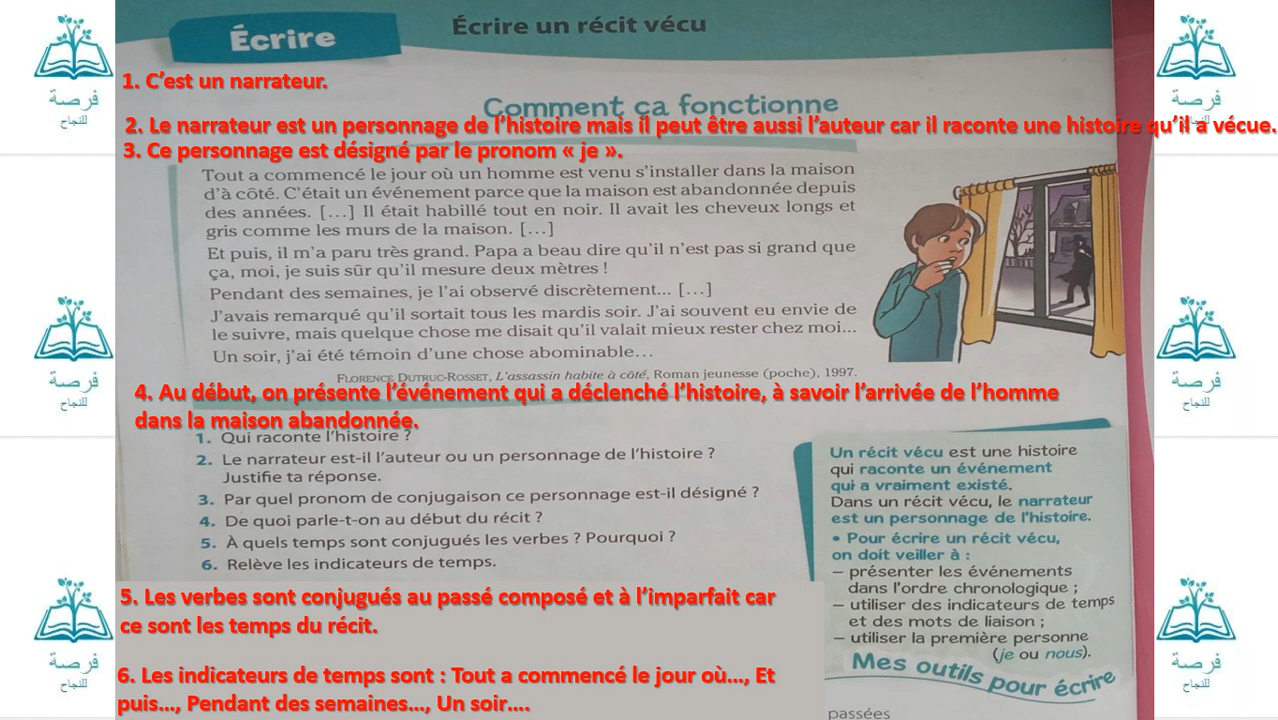 Écrire
Écrire un récit vécu
1. C’est un narrateur.
Comment ça fonctionne
2. Le narrateur est un personnage de l’histoire mais il peut être aussi l’auteur car il raconte une histoire qu’il a vécue.
3. Ce personnage est désigné par le pronom « je ».
Tout a commencé le jour où un homme est venu s’installer dans la maison
d’à côté. C’était un événement parce que la maison est abandonnée depuis
des années. […] Il était habillé tout en noir. Il avait les cheveux longs et
gris comme les murs de la maison. […]
Et puis, il m’a paru très grand. Papa a beau dire qu’il n’est pas si grand que
ça, moi, je suis sûr qu’il mesure deux mètres !
Pendant des semaines, je l’ai observé discrètement... […]
J’avais remarqué qu’il sortait tous les mardis soir. J’ai souvent eu envie de
le suivre, mais quelque chose me disait qu’il valait mieux rester chez moi...
Un soir, j’ai été témoin d’une chose abominable...
FLORENCE DUTRUC-ROSSET, L’assassin habite à côté, Roman jeunesse (poche), 1997.
4. Au début, on présente l’événement qui a déclenché l’histoire, à savoir l’arrivée de l’homme
dans la maison abandonnée.
1. Qui raconte l’histoire ?
2. Le narrateur est-il l’auteur ou un personnage de l’histoire ?
Justifie ta réponse.
3. Par quel pronom de conjugaison ce personnage est-il désigné ?
4. De quoi parle-t-on au début du récit ?
5. À quels temps sont conjugués les verbes ? Pourquoi ?
6. Relève les indicateurs de temps.
Un récit vécu est une histoire
qui raconte un événement
qui a vraiment existé.
Dans un récit vécu, le narrateur
est un personnage de l’histoire.
• Pour écrire un récit vécu,
on doit veiller à :
– présenter les événements
dans l’ordre chronologique ;
– utiliser des indicateurs de temps
et des mots de liaison ;
– utiliser la première personne
(je ou nous).
Mes outils pour écrire
5. Les verbes sont conjugués au passé composé et à l’imparfait car
ce sont les temps du récit.
6. Les indicateurs de temps sont : Tout a commencé le jour où…, Et
puis…, Pendant des semaines…, Un soir….
passées
فرصة
للنجاح
فرصة
للنجاح
فرصة
للنجاح
فرصة
للنجاح
فرصة
للنجاح
فرصة
للنجاح